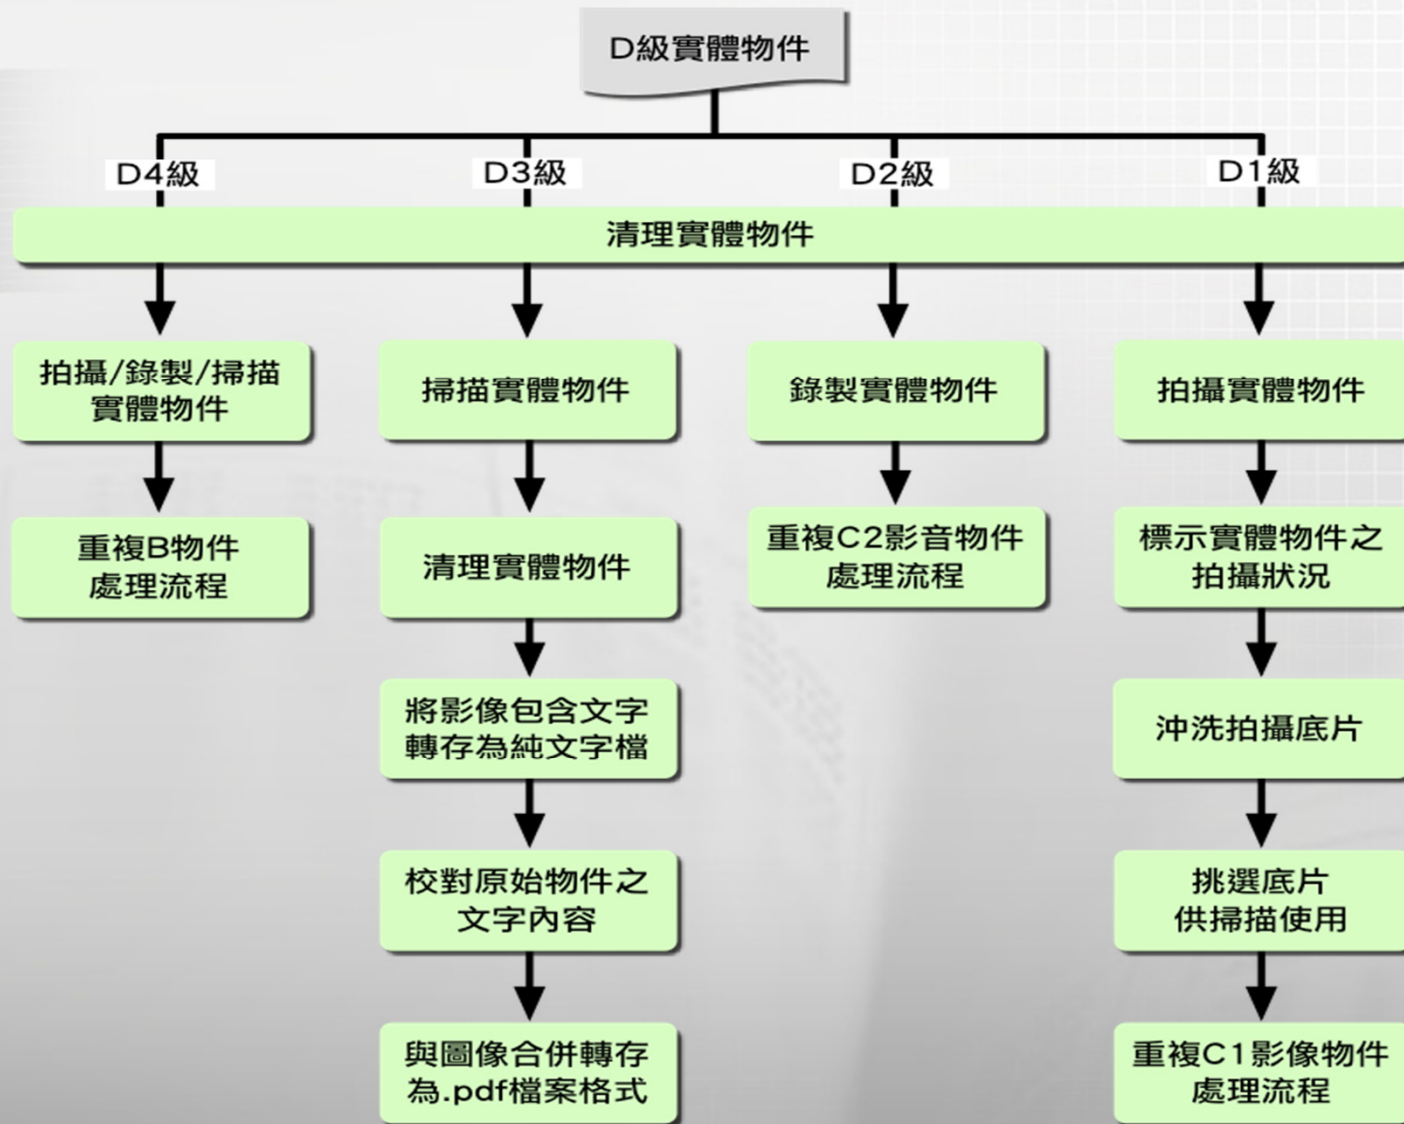 D級實體物件
D4級
D3級
D2級
D1級
清理實體物件
拍攝/錄製/掃描
實體物件
重複B物件
處理流程
掃描實體物件
清理實體物件
將影像包含文字
轉存為純文字檔
校對原始物件之
文字內容
與圖像合併轉存
為.pdf檔案格式
錄製實體物件
重複C2影音物件
處理流程
拍攝實體物件
標示實體物件之
拍攝狀況
沖洗拍攝底片
挑選底片
供掃描使用
重複C1影像物件
處理流程